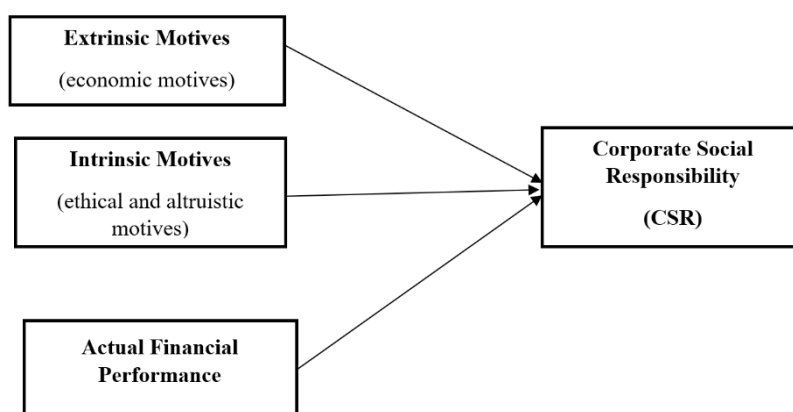 Extrinsic Motives
(economic motives)
Intrinsic Motives
(ethical and altruistic
motives)
Actual Financial
Performance
Corporate Social
Responsibility
(CSR)